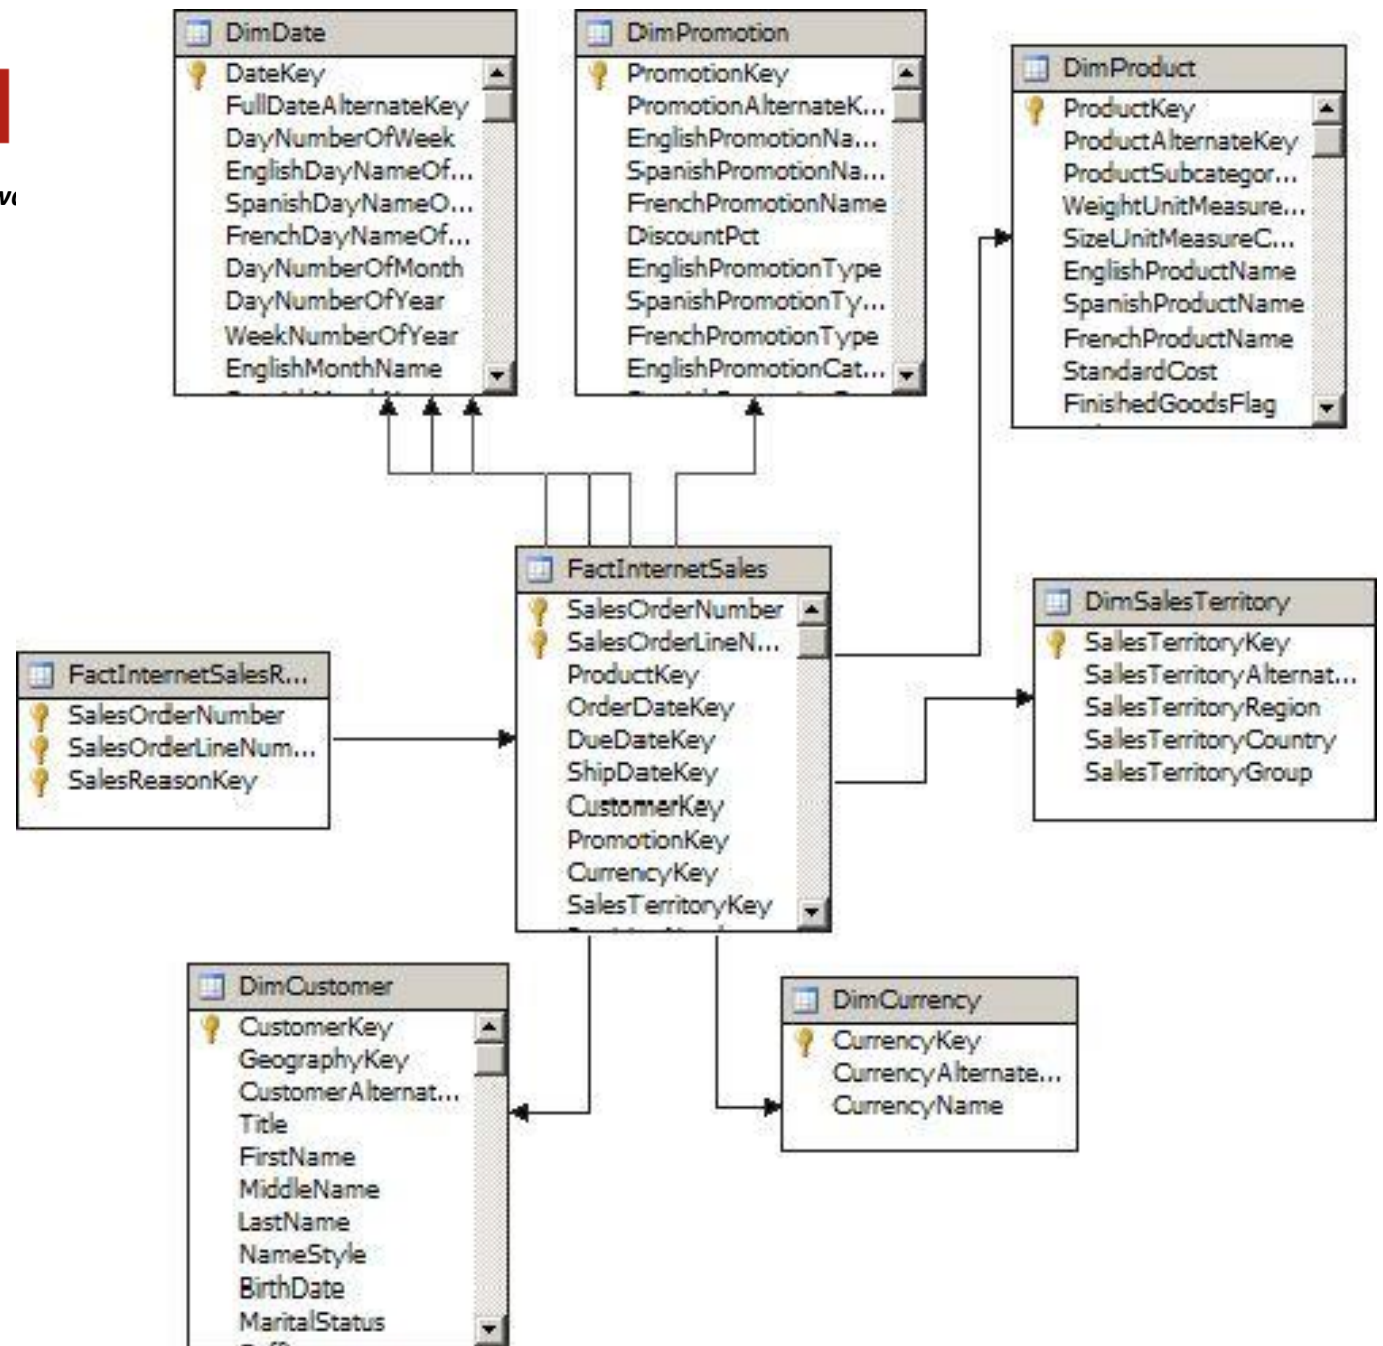 DimDate
DateKey
FullDateAlternateKey
DayNumberOfWeek
EnglishDayNameOf...
SpanishDayNameO...
FrenchDayNameOf...
DayNumberOfMonth
DayNumberOfYear
WeekNumberOfYear
EnglishMonthName
DimPromotion
PromotionKey
PromotionAlternateK...
EnglishPromotionNa...
SpanishPromotionNa...
FrenchPromotionName
DiscountPct
EnglishPromotionType
SpanishPromotionTy...
FrenchPromotionType
EnglishPromotionCat...
DimProduct
ProductKey
ProductAlternateKey
ProductSubcategor...
WeightUnitMeasure...
SizeUnitMeasureC...
EnglishProductName
SpanishProductName
FrenchProductName
StandardCost
FinishedGoodsFlag
FactInternetSalesR...
SalesOrderNumber
SalesOrderLineNum...
SalesReasonKey
FactInternetSales
SalesOrderNumber
SalesOrderLineN...
ProductKey
OrderDateKey
DueDateKey
ShipDateKey
CustomerKey
PromotionKey
CurrencyKey
SalesTerritoryKey
DimSalesTerritory
SalesTerritoryKey
SalesTerritoryAlternat...
SalesTerritoryRegion
SalesTerritoryCountry
SalesTerritoryGroup
DimCustomer
CustomerKey
GeographyKey
CustomerAlternat...
Title
FirstName
MiddleName
LastName
NameStyle
BirthDate
MaritalStatus
DimCurrency
CurrencyKey
CurrencyAlternate...
CurrencyName